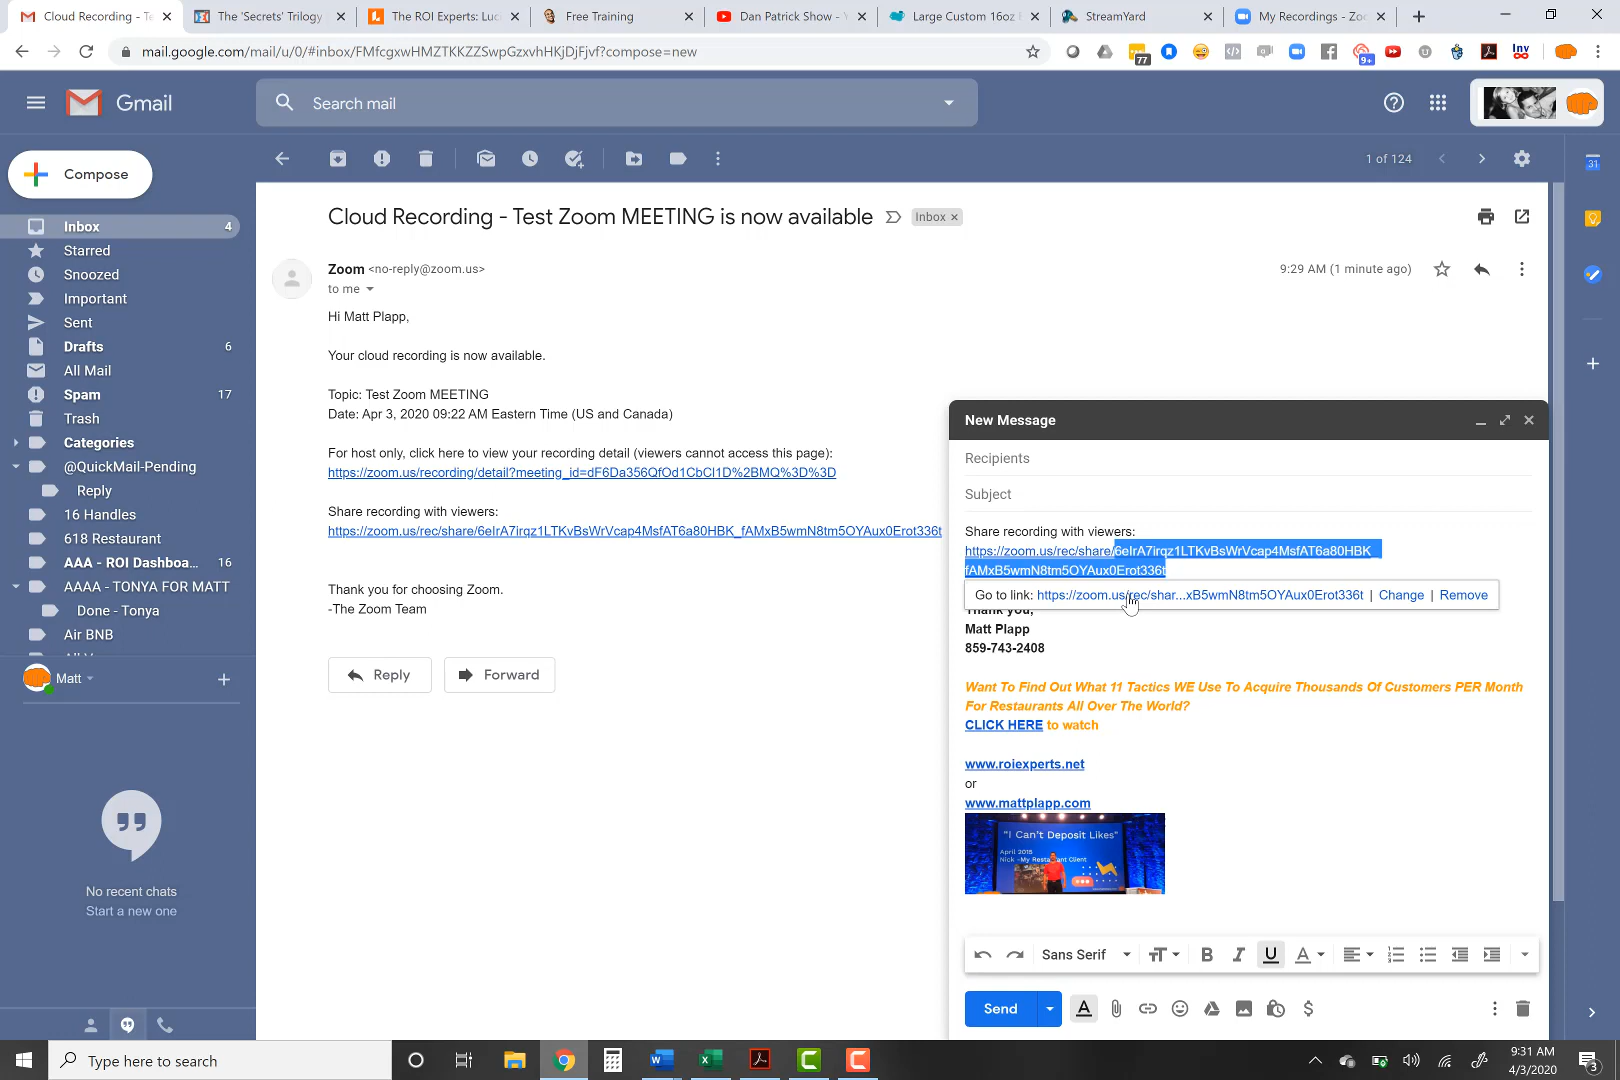 Cloud Recording - Te
The 'Secrets' Trilogy
The ROI Experts: Luc
Free Training
Dan Patrick Show - Y
Large Custom 16oz
StreamYard
My Recordings - Zoo
mail.google.com/mail/u/0/#inbox/FMfcgxwHMZTKKZZSwpGzxvhHKjDjFjvf?compose=new
77
9+
Inv
Gmail
Search mail
Compose
1 of 124
31
Inbox 4
Starred
Snoozed
Important
Sent
Drafts 6
All Mail
Spam 17
Trash
Categories
@QuickMail-Pending
Reply
16 Handles
618 Restaurant
AAA - ROI Dashboa... 16
AAAA - TONYA FOR MATT
Done - Tonya
Air BNB
Matt
No recent chats
Start a new one
Cloud Recording - Test Zoom MEETING is now available
Inbox
Zoom <no-reply@zoom.us>
9:29 AM (1 minute ago)
to me
Hi Matt Plapp,
Your cloud recording is now available.
Topic: Test Zoom MEETING
Date: Apr 3, 2020 09:22 AM Eastern Time (US and Canada)
For host only, click here to view your recording detail (viewers cannot access this page):
https://zoom.us/recording/detail?meeting_id=dF6Da356QfOd1CbCl1D%2BMQ%3D%3D
Share recording with viewers:
https://zoom.us/rec/share/6eIrA7irqz1LTKvBsWrVcap4MsfAT6a80HBK_fAMxB5wmN8tm5OYAux0Erot336t
Thank you for choosing Zoom.
-The Zoom Team
Reply
Forward
New Message
Recipients
Subject
Share recording with viewers:
https://zoom.us/rec/share/6eIrA7irqz1LTKvBsWrVcap4MsfAT6a80HBK_
fAMxB5wmN8tm5OYAux0Erot336t
Go to link: https://zoom.us/rec/shar...xB5wmN8tm5OYAux0Erot336t | Change | Remove
Thank you,
Matt Plapp
859-743-2408
Want To Find Out What 11 Tactics WE Use To Acquire Thousands Of Customers PER Month
For Restaurants All Over The World?
CLICK HERE to watch
www.roiexperts.net
or
www.mattplapp.com
"I Can't Deposit Likes"
April 2018
Nick -My Restaurant Client
Sans Serif
Send
Type here to search
9:31 AM
4/3/2020
3